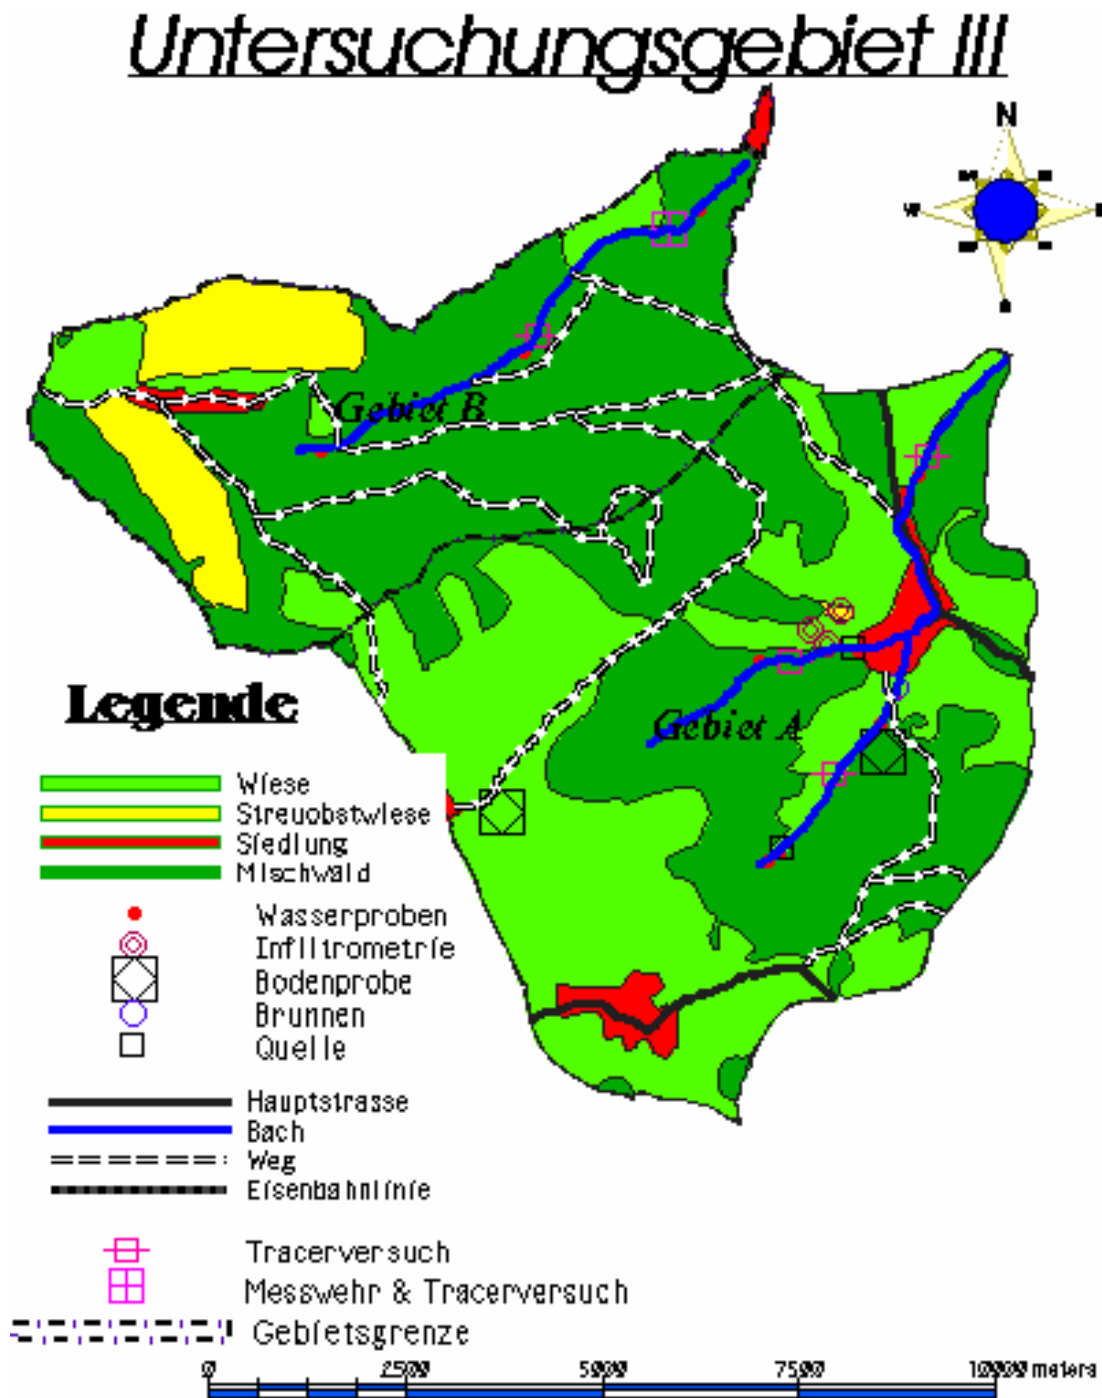 Untersuchungsgebiet III
N
W
Gebiet B
Gebiet A
Legende
Wiese
Streuobstwiese
Siedlung
Mischwald
Wasserproben
Infiltrometrie
Bodenprobe
Brunnen
Quelle
Hauptstrasse
Bach
Weg
Eisenbahnlinie
Tracerversuch
Messwehr & Tracerversuch
Gebietsgrenze
0 2500 5000 7500 10000 meters